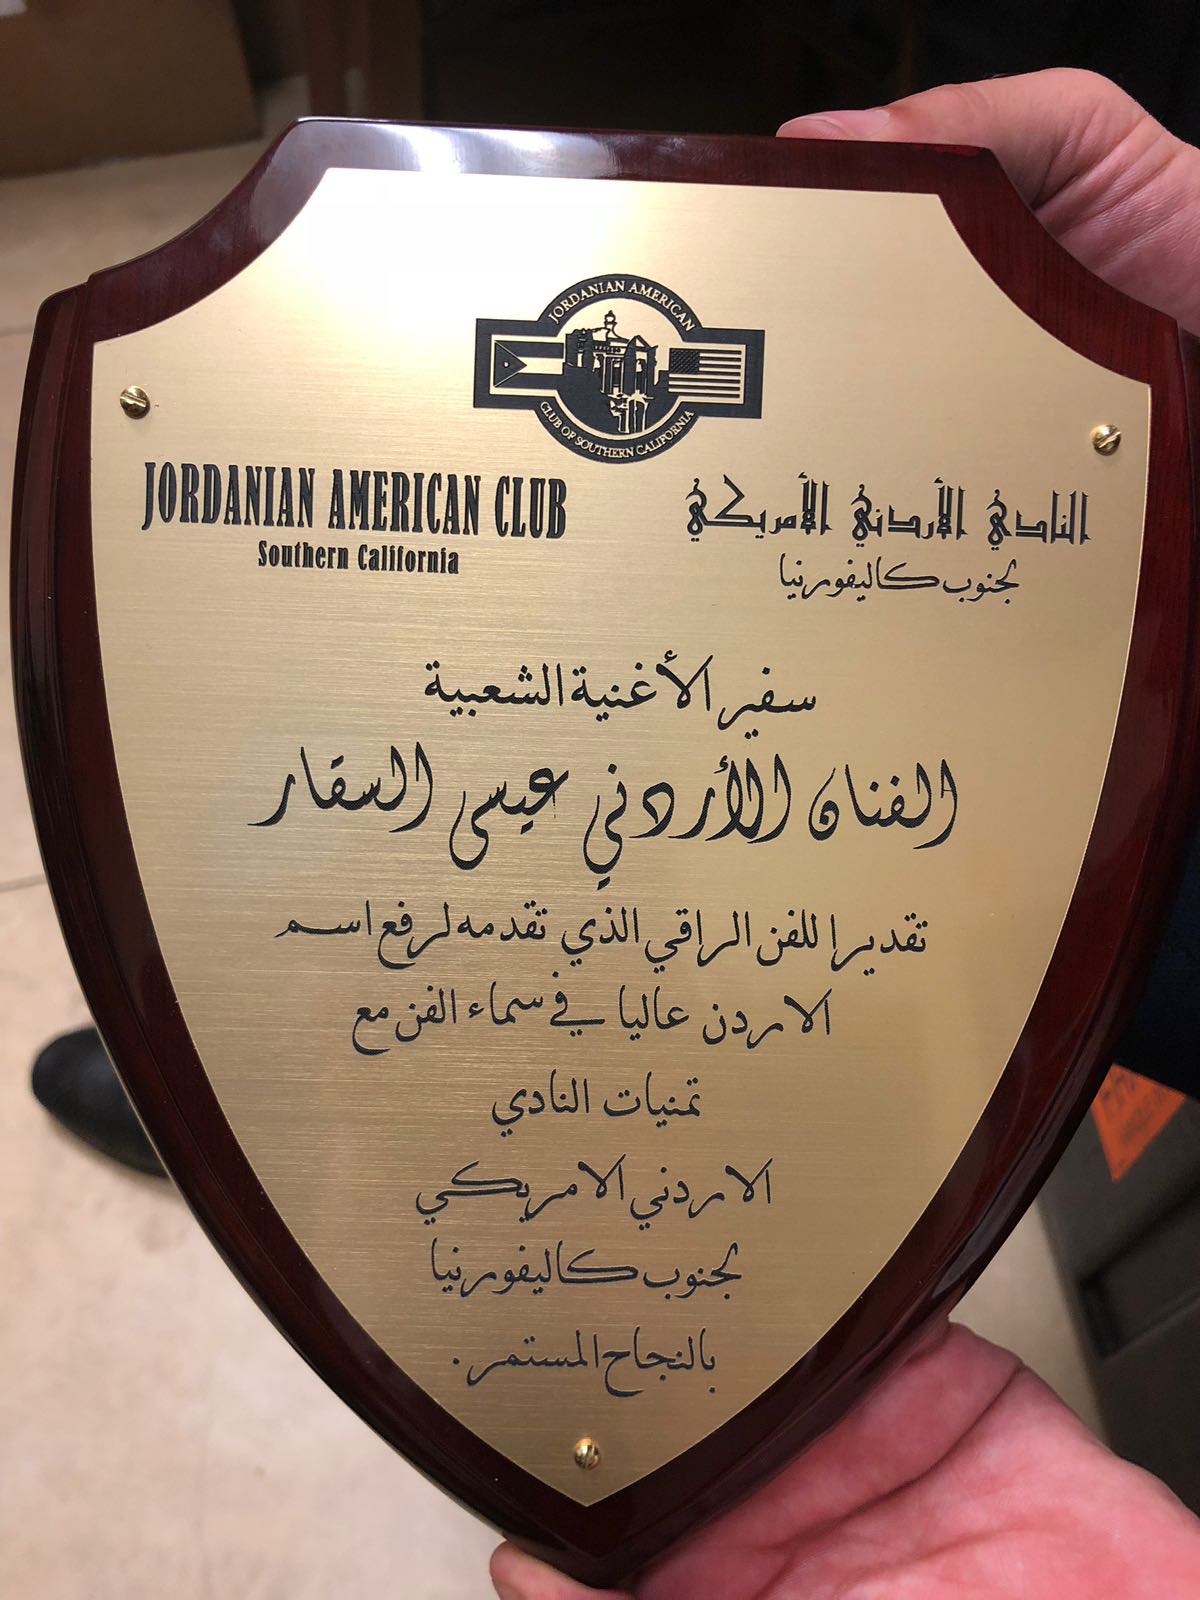 JORDANIAN AMERICAN
CLUB OF SOUTHERN CALIFORNIA
JORDANIAN AMERICAN CLUB
Southern California
النادي الأردني الأمريكي
لجنوب كاليفورنيا
سفير الأغنية الشعبية
الفنان الأردني عيسى السقار
تقديرا للفن الراقي الذي تقدمه لرفع اسم
الاردن عاليا في سماء الفن مع
تمنيات النادي
الاردني الامريكي
لجنوب كاليفورنيا
بالنجاح المستمر .